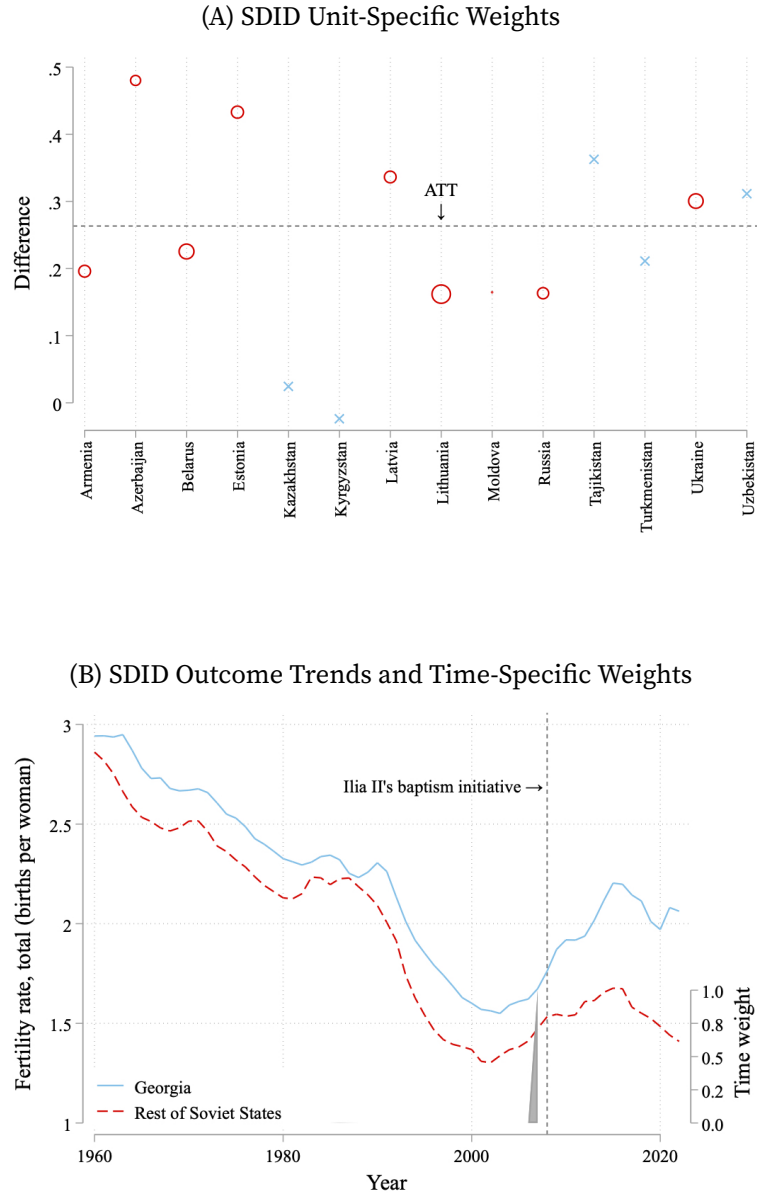 (A) SDID Unit-Specific Weights
.5
.4
.3
.2
.1
0
Difference
ATT
↓
Armenia
Azerbaijan
Belarus
Estonia
Kazakhstan
Kyrgyzstan
Latvia
Lithuania
Moldova
Russia
Tajikistan
Turkmenistan
Ukraine
Uzbekistan
(B) SDID Outcome Trends and Time-Specific Weights
3
2.5
2
1.5
1
Fertility rate, total (births per woman)
Ilia II's baptism initiative →
1.0
0.8
0.5
0.2
0.0
Time weight
Georgia
Rest of Soviet States
1960
1980
2000
2020
Year